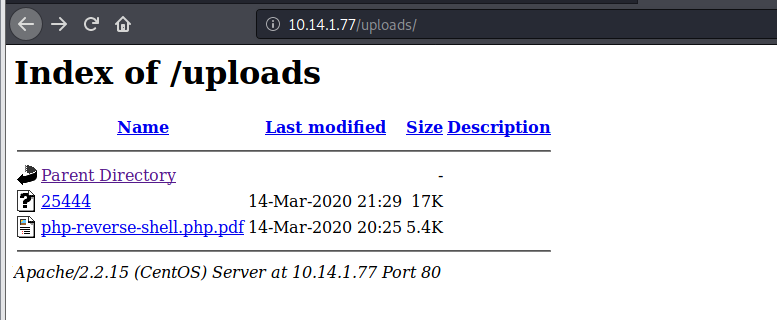 10.14.1.77/uploads/
Index of /uploads
Name Last modified Size Description
Parent Directory -
25444 14-Mar-2020 21:29 17K
php-reverse-shell.php.pdf 14-Mar-2020 20:25 5.4K
Apache/2.2.15 (CentOS) Server at 10.14.1.77 Port 80